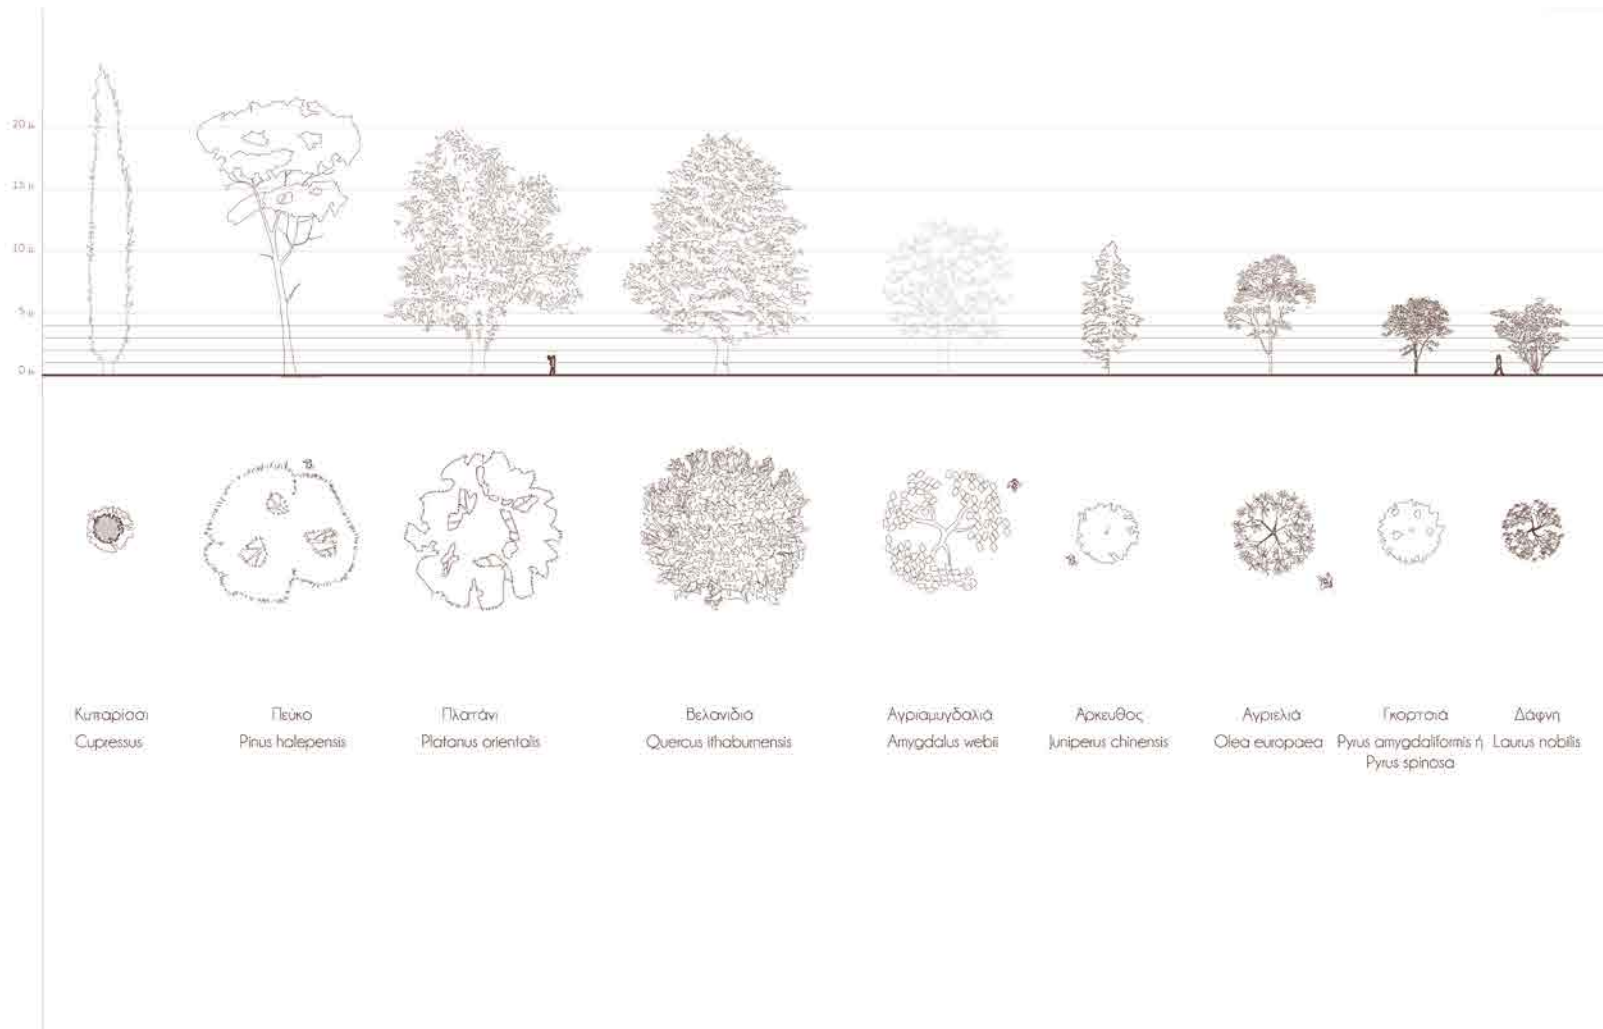 20 μ
15 μ
10 μ
5 μ
0 μ
Κυπαρίσσι
Πεύκο
Πλατάνι
Βελανιδιά
Αγριαμυγδαλιά
Άρκευθος
Αγριελιά
Γκορτσιά
Δάφνη
Cupressus
Pinus halepensis
Platanus orientalis
Quercus ithaburnensis
Amygdalus webii
Juniperus chinensis
Olea europaea
Pyrus amygdaliformis ή
Pyrus spinosa
Laurus nobilis